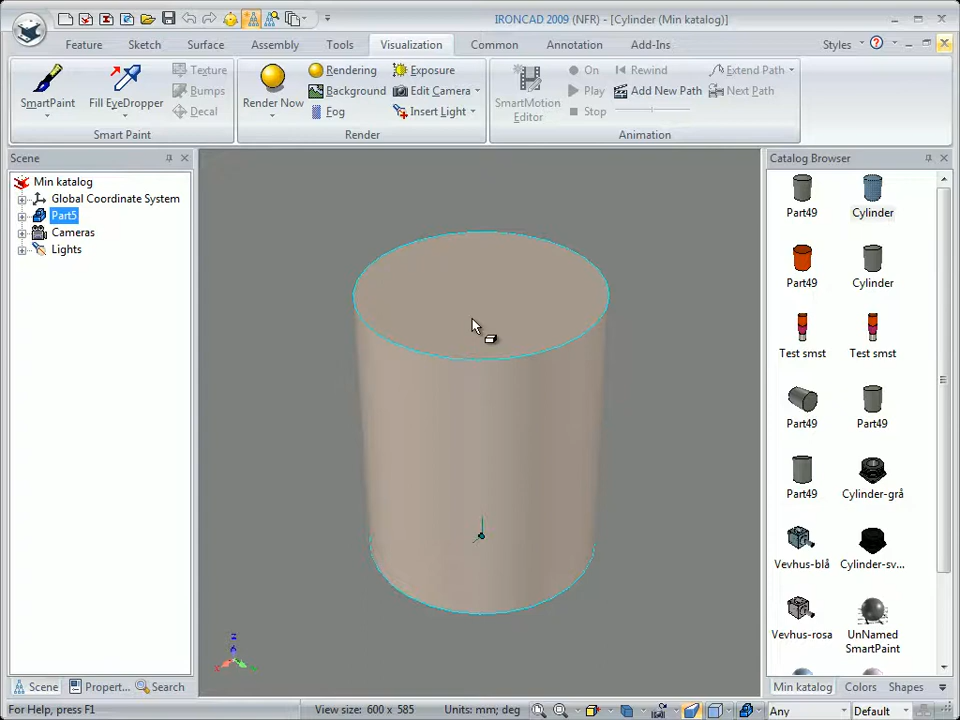 IRONCAD 2009 (NFR) - [Cylinder (Min katalog)]
Feature Sketch Surface Assembly Tools Visualization Common Annotation Add-Ins Styles
SmartPaint
Fill EyeDropper
Texture
Bumps
Decal
Smart Paint
Render Now
Rendering
Background
Fog
Exposure
Edit Camera
Insert Light
Render
SmartMotion
Editor
On
Play
Stop
Rewind
Add New Path
Extend Path
Next Path
Animation
Scene
Min katalog
Global Coordinate System
Part5
Cameras
Lights
Catalog Browser
Part49 Cylinder
Part49 Cylinder
Test smst Test smst
Part49 Part49
Part49 Cylinder-grå
Vevhus-blå Cylinder-sv...
Vevhus-rosa UnNamed
SmartPaint
Scene Propert... Search
Min katalog Colors Shapes
For Help, press F1 View size: 600 x 585 Units: mm; deg Any Default